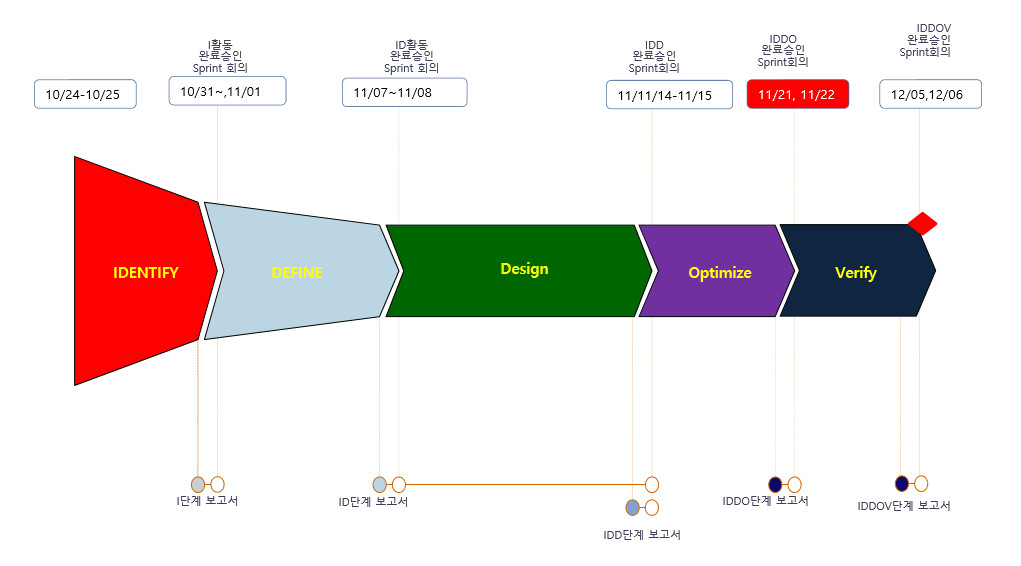 I활동
완료승인
Sprint 회의
ID활동
완료승인
Sprint 회의
IDD
완료승인
Sprint회의
IDDO
완료승인
Sprint회의
IDDOV
완료승인
Sprint회의
10/24-10/25
10/31~,11/01
11/07~11/08
11/11/14-11/15
11/21, 11/22
12/05,12/06
IDENTIFY
DEFINE
Design
Optimize
Verify
I단계 보고서
ID단계 보고서
IDD단계 보고서
IDDO단계 보고서
IDDOV단계 보고서